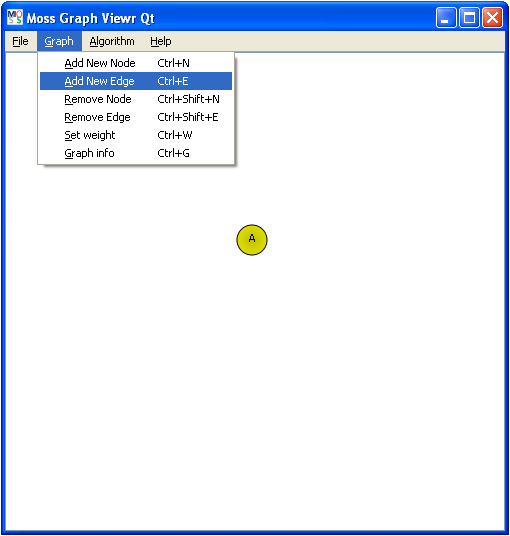 Moss Graph Viewr Qt
File Graph Algorithm Help
Add New Node Ctrl+N
Add New Edge Ctrl+E
Remove Node Ctrl+Shift+N
Remove Edge Ctrl+Shift+E
Set weight Ctrl+W
Graph info Ctrl+G
A